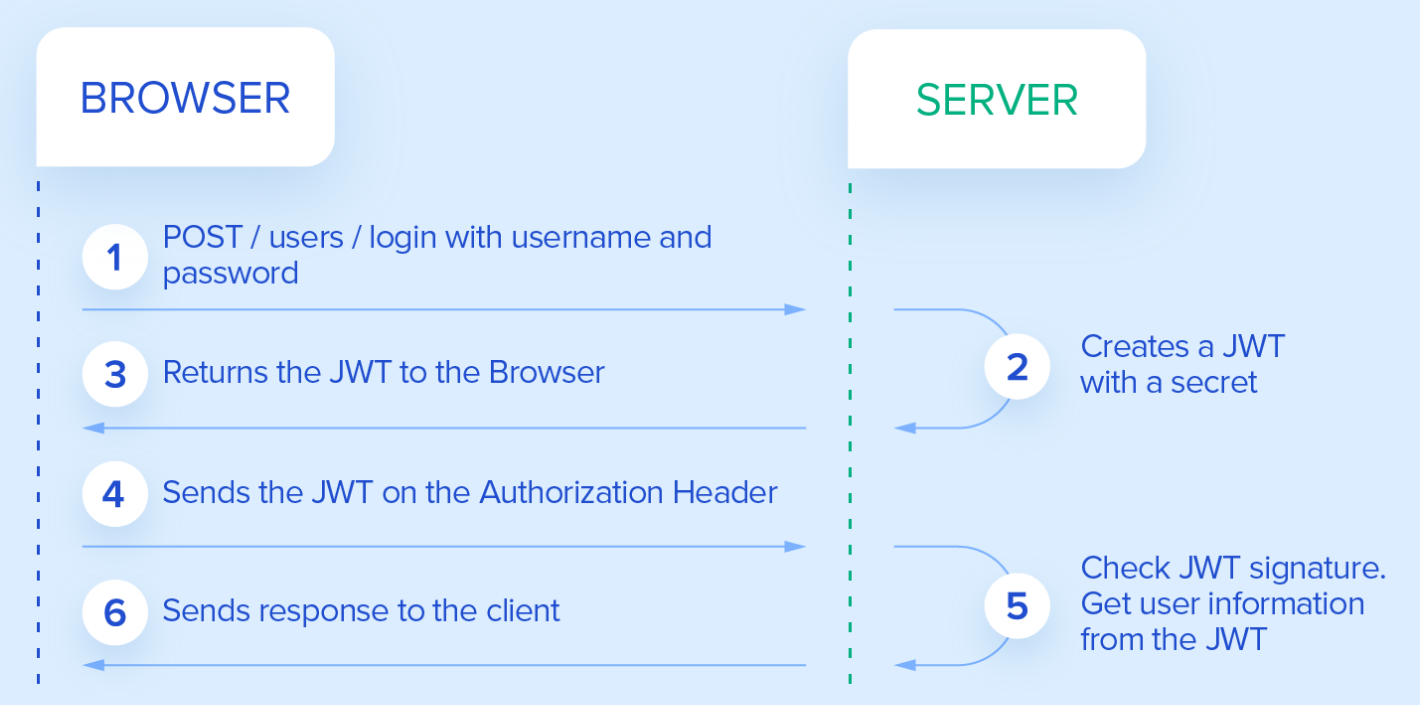 BROWSER
SERVER
1
POST / users / login with username and
password
2
Creates a JWT
with a secret
3
Returns the JWT to the Browser
4
Sends the JWT on the Authorization Header
5
Check JWT signature.
Get user information
from the JWT
6
Sends response to the client